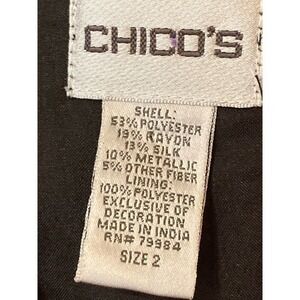 CHICO'S
SHELL:
53% POLYESTER
19% RAYON
13% SILK
10% METALLIC
5% OTHER FIBER
LINING:
100% POLYESTER
EXCLUSIVE OF
DECORATION
MADE IN INDIA
RN# 79984
SIZE 2